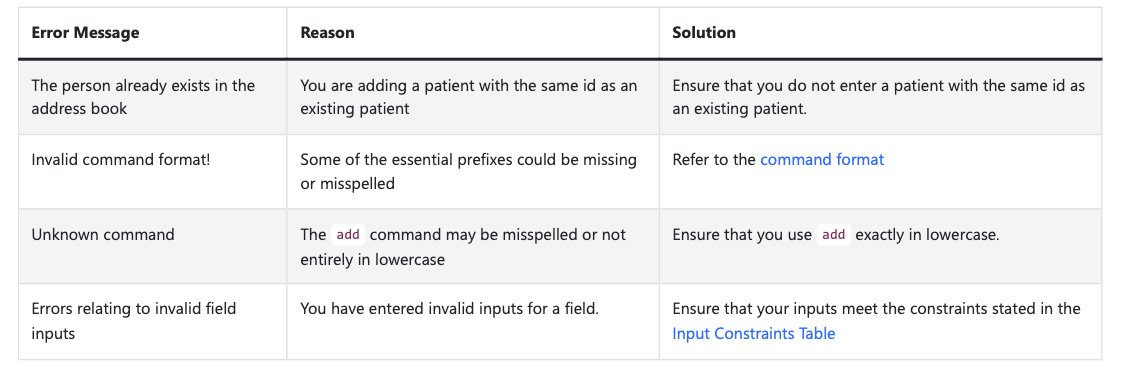 Error Message
Reason
Solution
The person already exists in the
address book
You are adding a patient with the same id as an
existing patient
Ensure that you do not enter a patient with the same id as
an existing patient.
Invalid command format!
Some of the essential prefixes could be missing
or misspelled
Refer to the command format
Unknown command
The add command may be misspelled or not
entirely in lowercase
Ensure that you use add exactly in lowercase.
Errors relating to invalid field
inputs
You have entered invalid inputs for a field.
Ensure that your inputs meet the constraints stated in the
Input Constraints Table